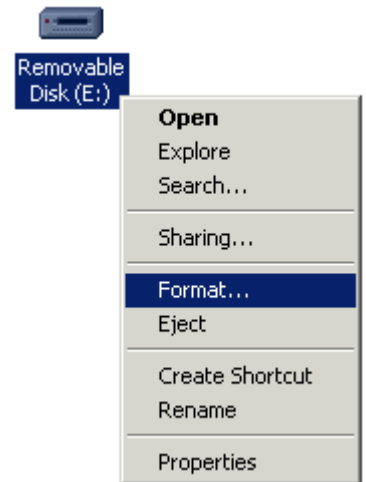 Removable
Disk (E:)
Open
Explore
Search...
Sharing...
Format...
Eject
Create Shortcut
Rename
Properties